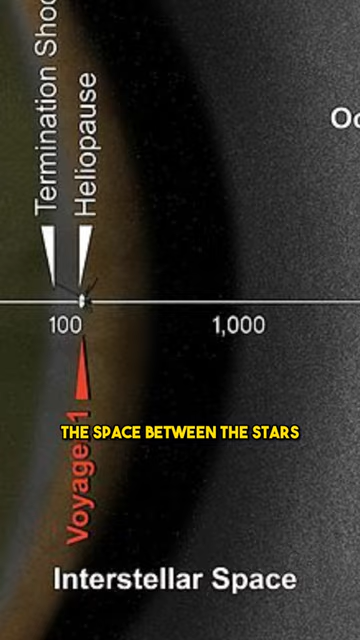 Termination Shoc
Heliopause
Oo
100
1,000
Voyager 1
THE SPACE BETWEEN THE STARS
Interstellar Space